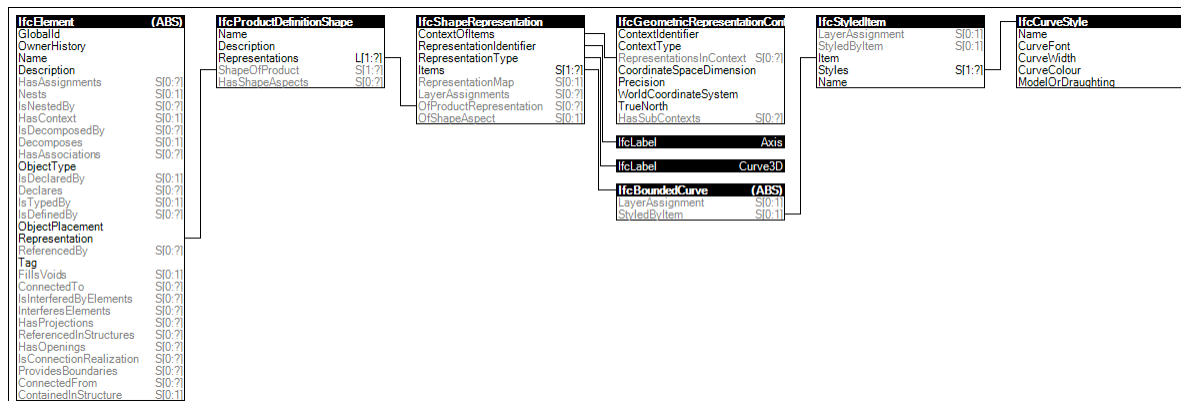 IfcElement (ABS)
GlobalId
OwnerHistory
Name
Description
HasAssignments S[0:?]
Nests S[0:1]
IsNestedBy S[0:?]
HasContext S[0:1]
IsDecomposedBy S[0:?]
Decomposes S[0:1]
HasAssociations S[0:?]
ObjectType
IsDeclaredBy S[0:1]
Declares S[0:?]
IsTypedBy S[0:1]
IsDefinedBy S[0:?]
ObjectPlacement
Representation
ReferencedBy S[0:?]
Tag
FillsVoids S[0:1]
ConnectedTo S[0:?]
IsInterferedByElements S[0:?]
InterferesElements S[0:?]
HasProjections S[0:?]
ReferencedInStructures S[0:?]
HasOpenings S[0:?]
IsConnectionRealization S[0:?]
ProvidesBoundaries S[0:?]
ConnectedFrom S[0:?]
ContainedInStructure S[0:1]
IfcProductDefinitionShape
Name
Description
Representations L[1:?]
ShapeOfProduct S[1:?]
HasShapeAspects S[0:?]
IfcShapeRepresentation
ContextOfItems
RepresentationIdentifier
RepresentationType
Items S[1:?]
RepresentationMap S[0:1]
LayerAssignments S[0:?]
OfProductRepresentation S[0:?]
OfShapeAspect S[0:1]
IfcGeometricRepresentationCont
ContextIdentifier
ContextType
RepresentationsInContext S[0:?]
CoordinateSpaceDimension
Precision
WorldCoordinateSystem
TrueNorth
HasSubContexts S[0:?]
IfcLabel Axis
IfcLabel Curve3D
IfcBoundedCurve (ABS)
LayerAssignment S[0:1]
StyledByItem S[0:1]
IfcStyledItem
LayerAssignment S[0:1]
StyledByItem S[0:1]
Item
Styles S[1:?]
Name
IfcCurveStyle
Name
CurveFont
CurveWidth
CurveColour
ModelOrDraughting